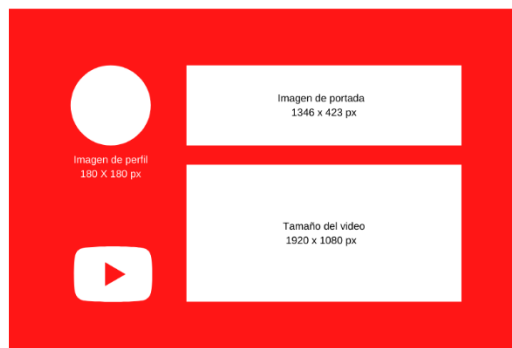 Imagen de perfil
180 X 180 px
Imagen de portada
1346 x 423 px
Tamaño del video
1920 x 1080 px